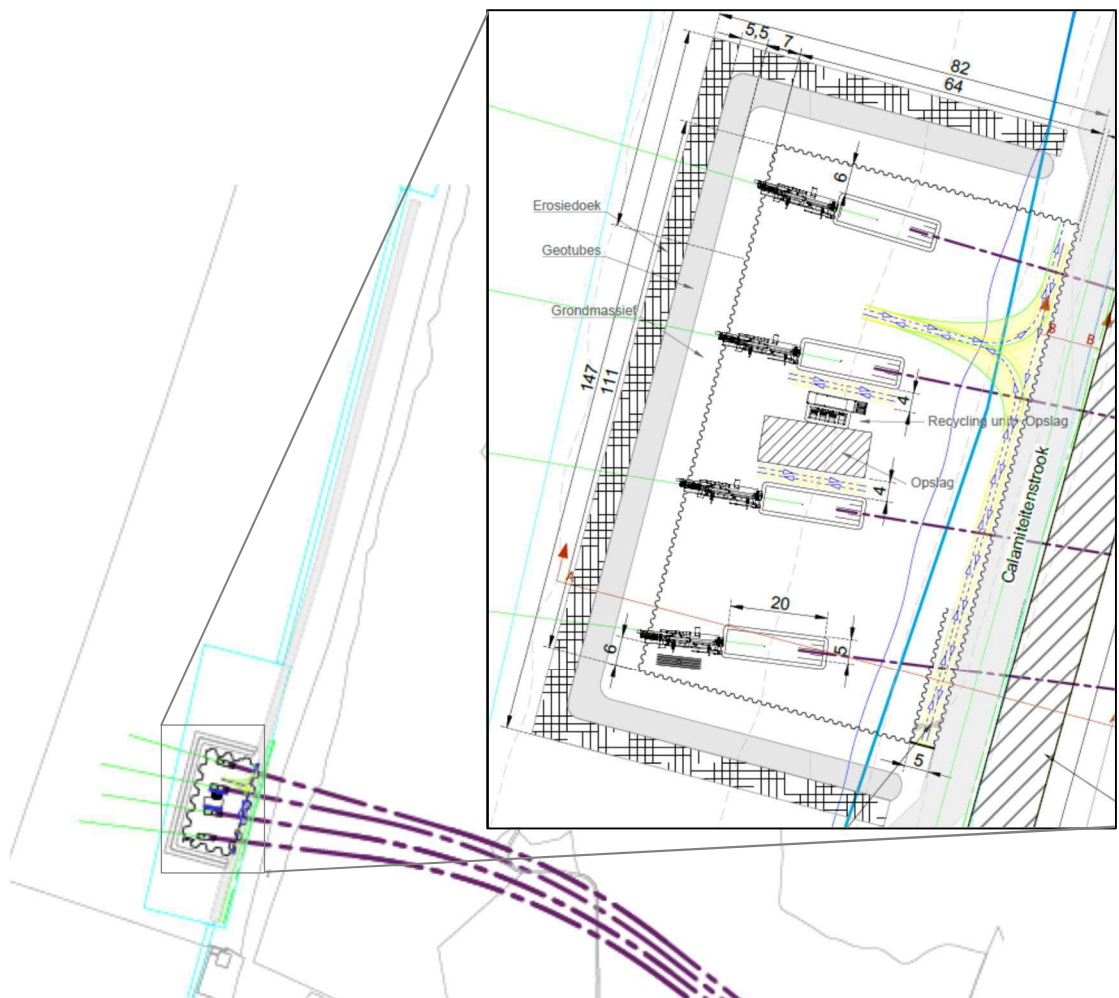 5,5
7
82
64
6
Erosiedoek
Geotubes
Grondmassief
B
B
147
111
4
Recycling unit Opslag
Opslag
4
Calamiteitenstrook
A
20
5
6
A
5